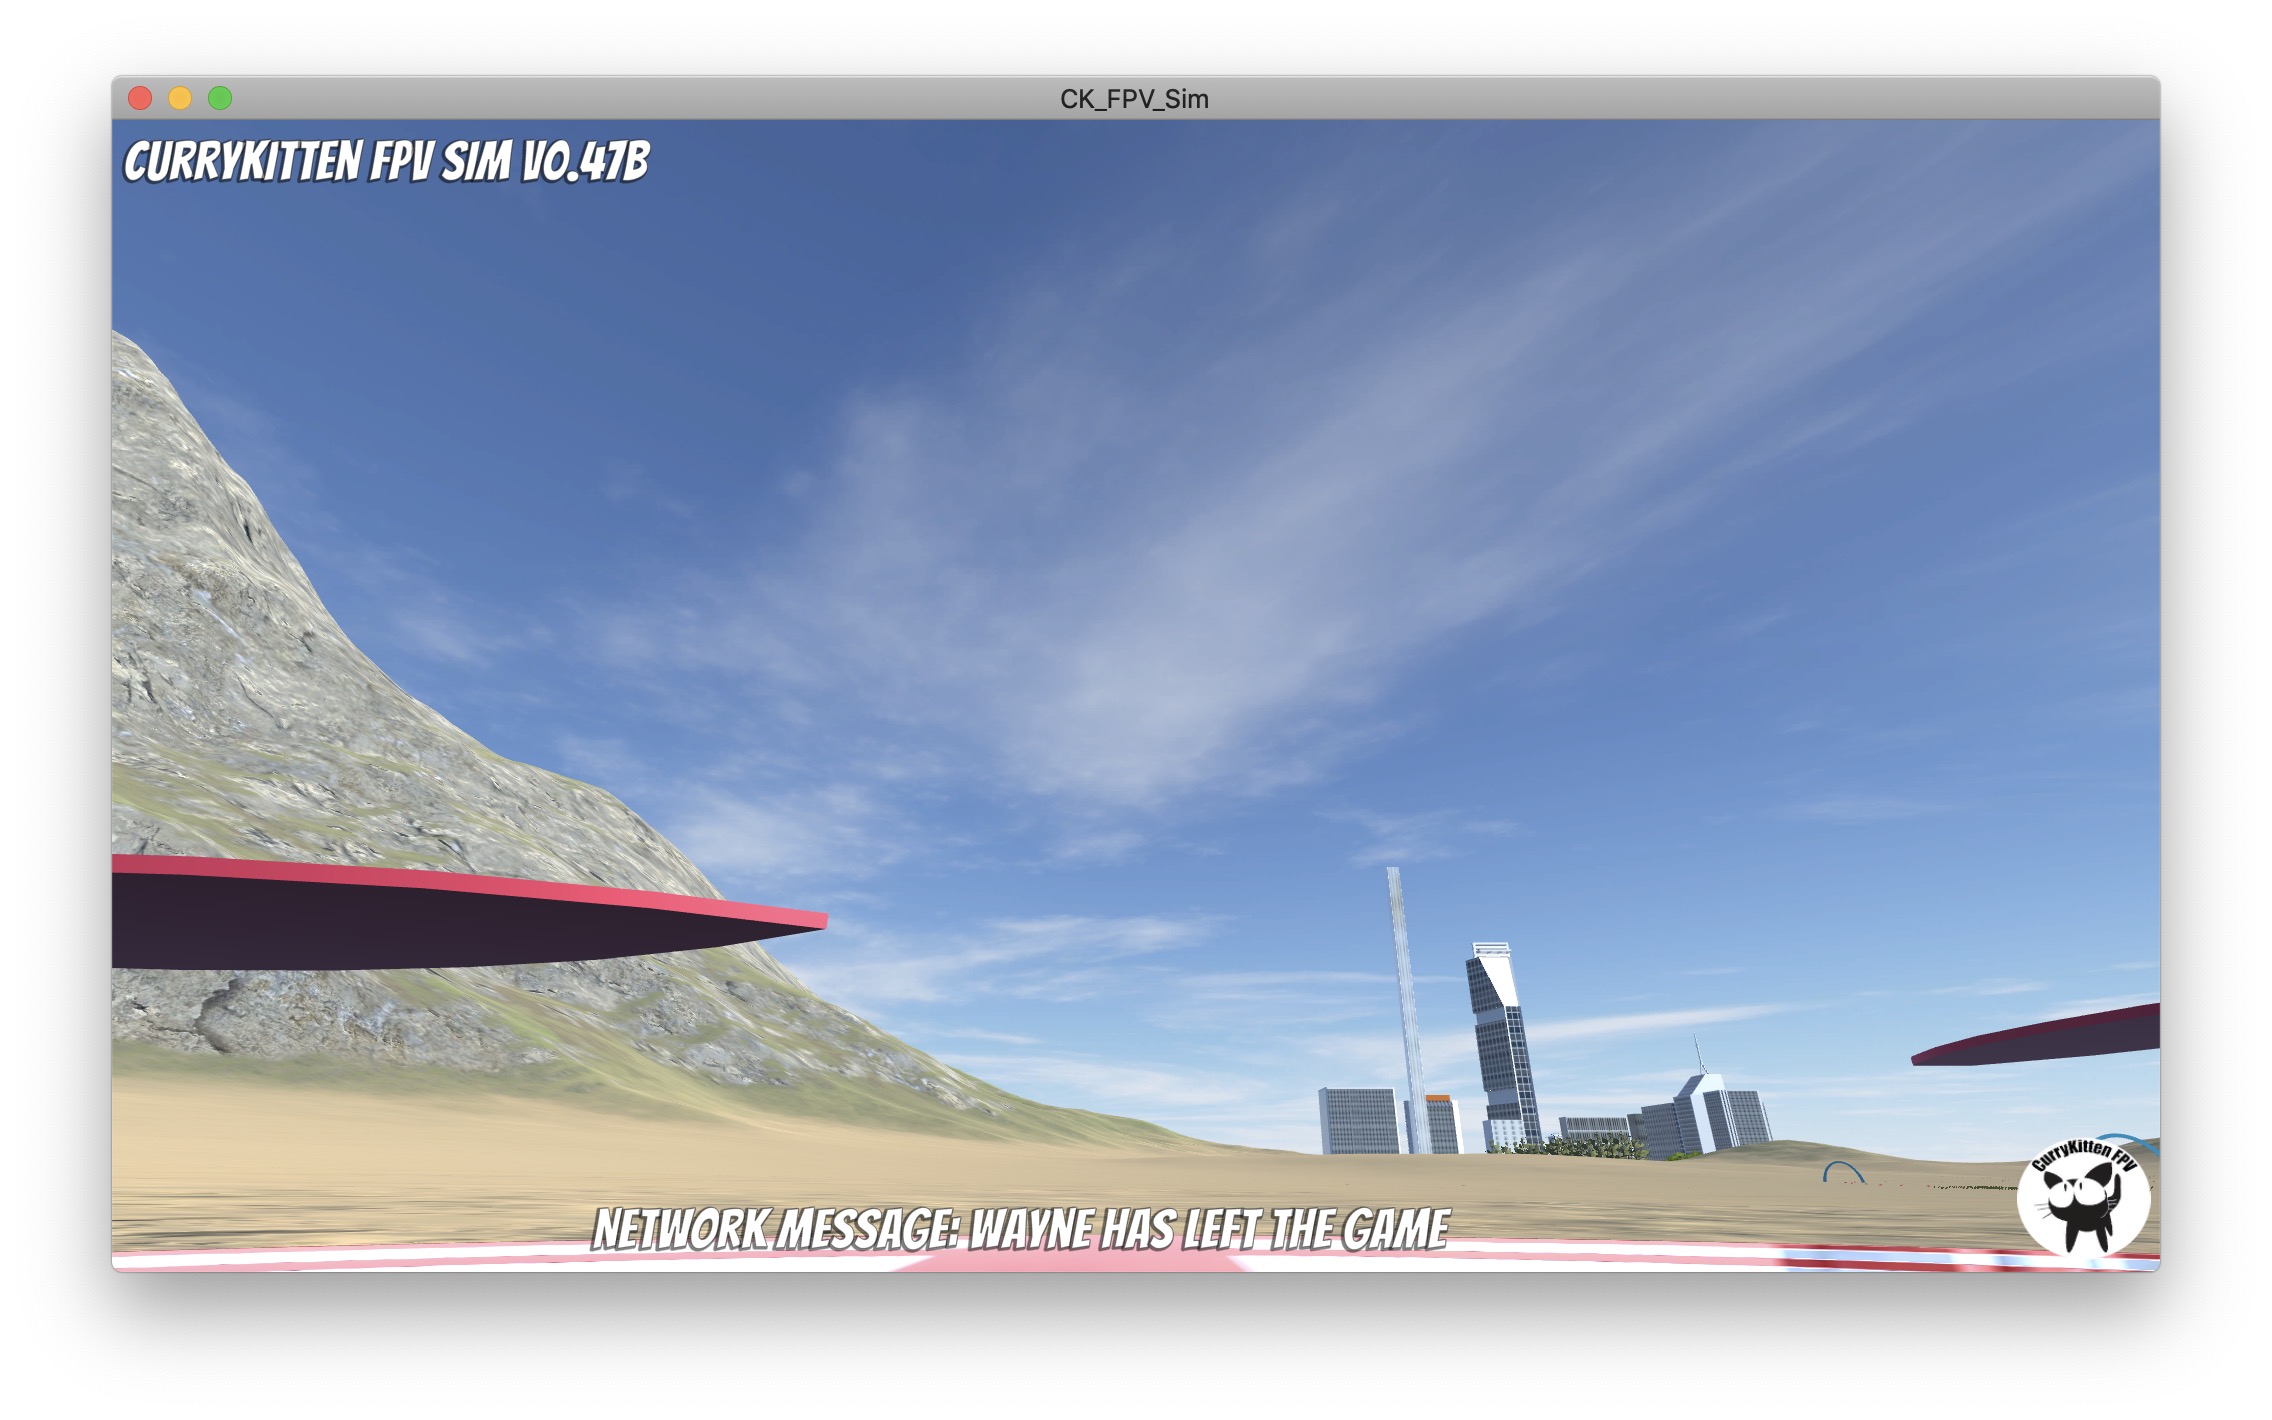 CK_FPV_Sim
CURRYKITTEN FPV SIM V0.47B
NETWORK MESSAGE: WAYNE HAS LEFT THE GAME
CurryKitten FPV